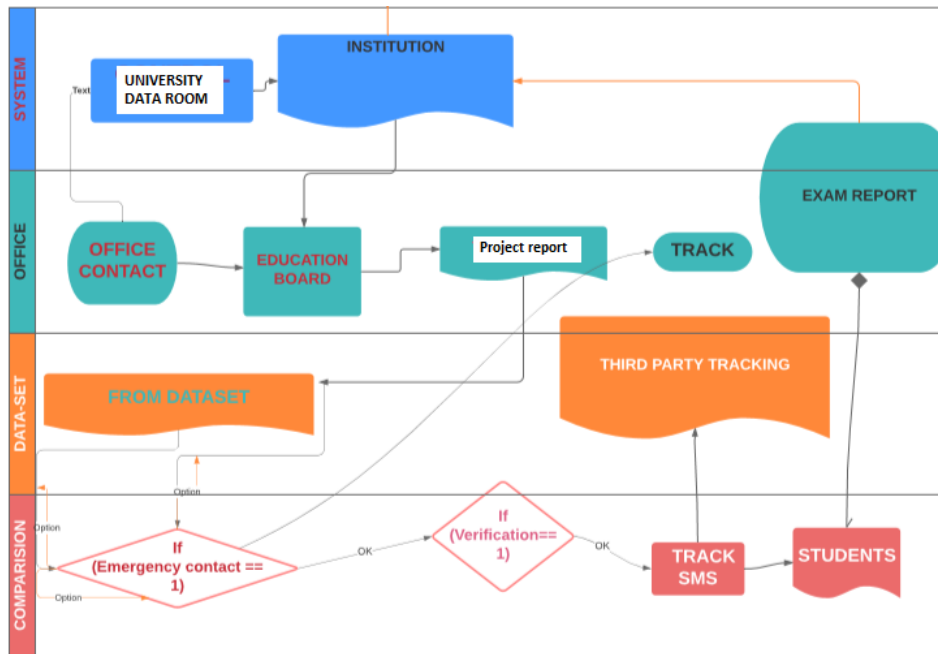 SYSTEM
INSTITUTION
UNIVERSITY
DATA ROOM
Text
OFFICE
EXAM REPORT
OFFICE
CONTACT
EDUCATION
BOARD
Project report
TRACK
DATA-SET
FROM DATASET
THIRD PARTY TRACKING
Option
Option
COMPARISION
If
(Emergency contact ==
1)
OK
If
(Verification==
1)
OK
TRACK
SMS
STUDENTS
Option